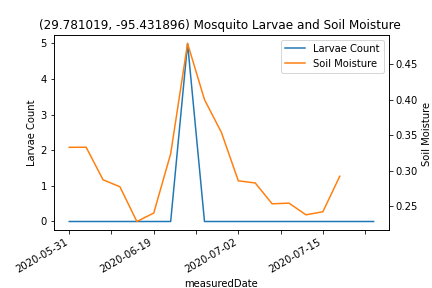 (29.781019, -95.431896) Mosquito Larvae and Soil Moisture
Larvae Count
Soil Moisture
5
4
3
2
1
0
Larvae Count
0.45
0.40
0.35
0.30
0.25
Soil Moisture
2020-05-31
2020-06-19
2020-07-02
2020-07-15
measuredDate